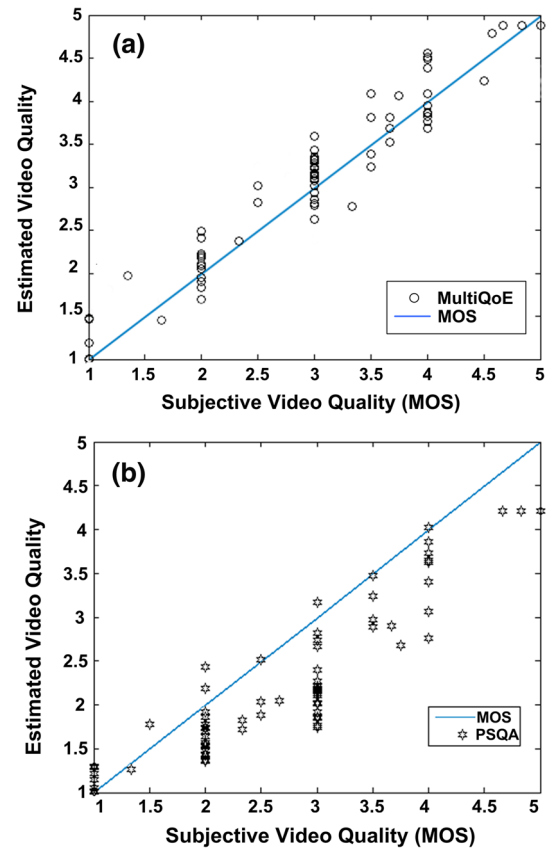 (a)
Estimated Video Quality
5
4.5
4
3.5
3
2.5
2
1.5
1
1 1.5 2 2.5 3 3.5 4 4.5 5
MultiQoE
MOS
Subjective Video Quality (MOS)
(b)
Estimated Video Quality
5
4.5
4
3.5
3
2.5
2
1.5
1
1 1.5 2 2.5 3 3.5 4 4.5 5
MOS
PSQA
Subjective Video Quality (MOS)